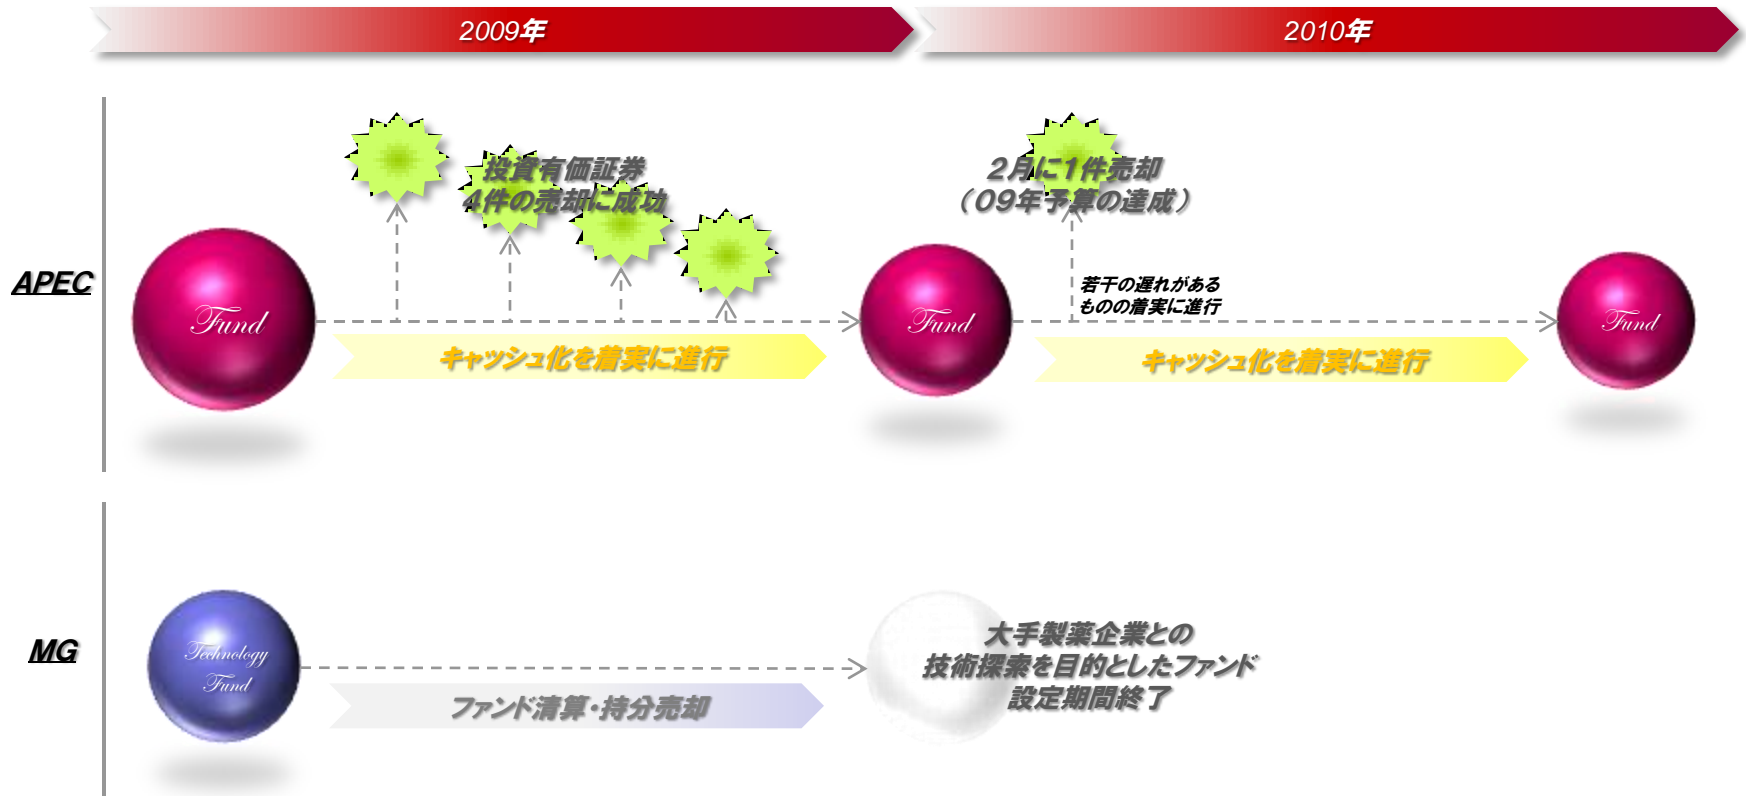 2009年
2010年
APEC
投資有価証券
4件の売却に成功
2月に1件売却
（09年予算の達成）
若干の遅れがある
ものの着実に進行
Fund
Fund
Fund
キャッシュ化を着実に進行
キャッシュ化を着実に進行
MG
Technology
Fund
ファンド清算・持分売却
大手製薬企業との
技術探索を目的としたファンド
設定期間終了